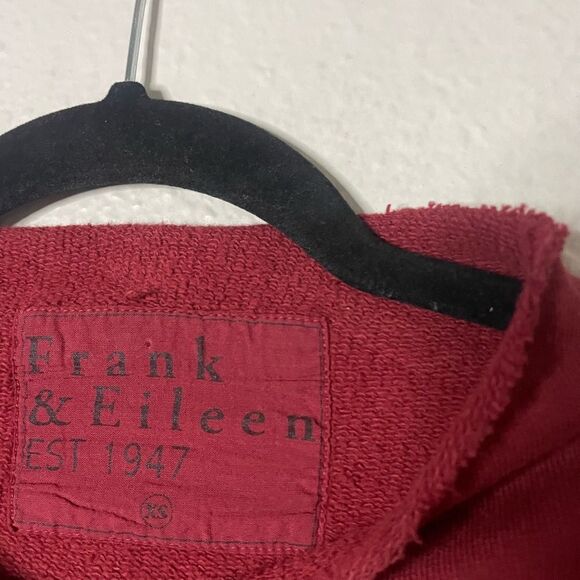 Frank
& Eileen
EST 1947
XS